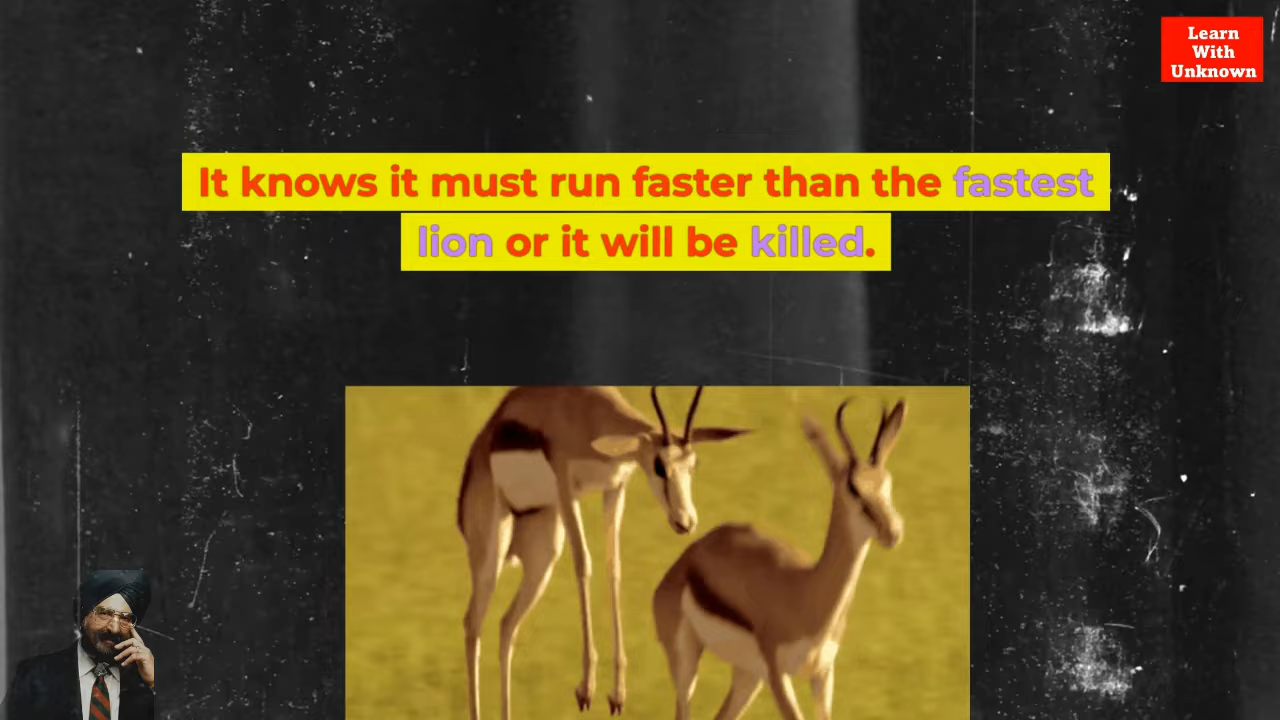 Learn
With
Unknown
It knows it must run faster than the fastest
lion or it will be killed.